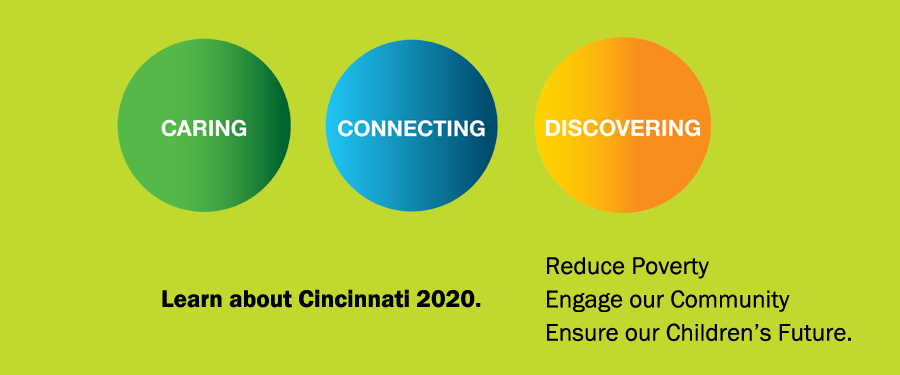 CARING
CONNECTING
DISCOVERING
Learn about Cincinnati 2020.
Reduce Poverty
Engage our Community
Ensure our Children’s Future.